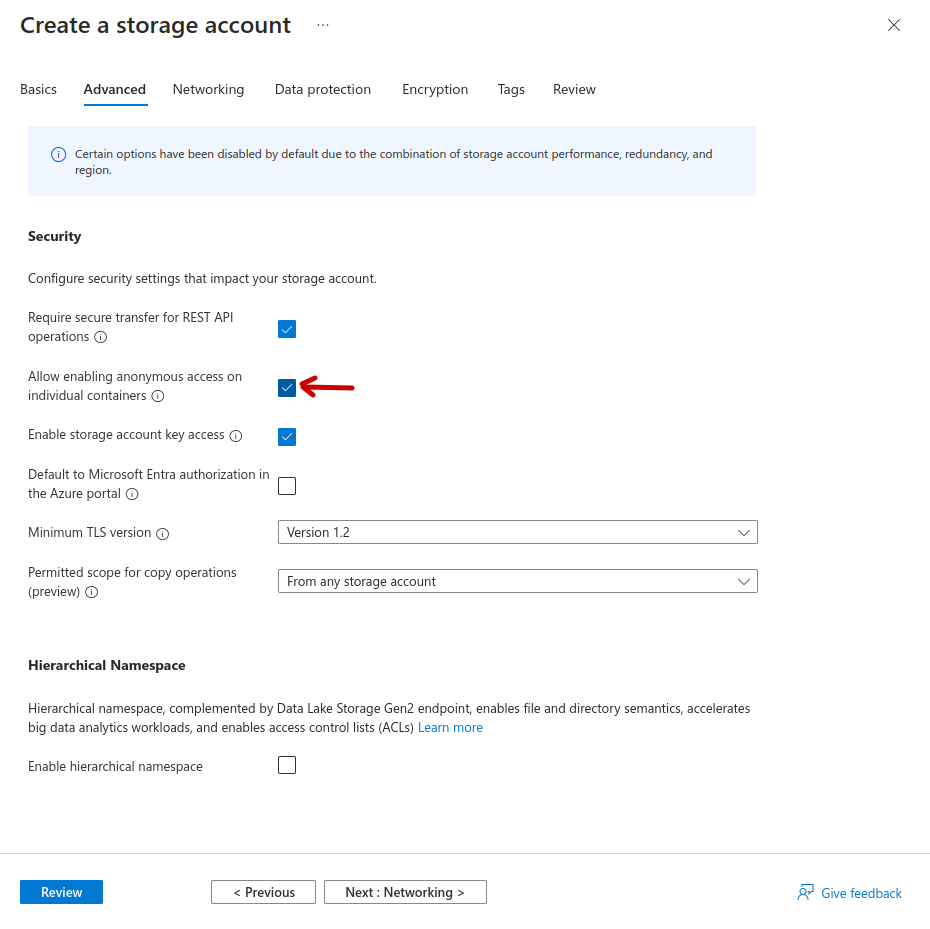 Create a storage account ...
Basics Advanced Networking Data protection Encryption Tags Review
Certain options have been disabled by default due to the combination of storage account performance, redundancy, and
region.
Security
Configure security settings that impact your storage account.
Require secure transfer for REST API
operations
Allow enabling anonymous access on
individual containers
Enable storage account key access
Default to Microsoft Entra authorization in
the Azure portal
Minimum TLS version Version 1.2
Permitted scope for copy operations
(preview)
From any storage account
Hierarchical Namespace
Hierarchical namespace, complemented by Data Lake Storage Gen2 endpoint, enables file and directory semantics, accelerates
big data analytics workloads, and enables access control lists (ACLs) Learn more
Enable hierarchical namespace
Review < Previous Next : Networking > Give feedback